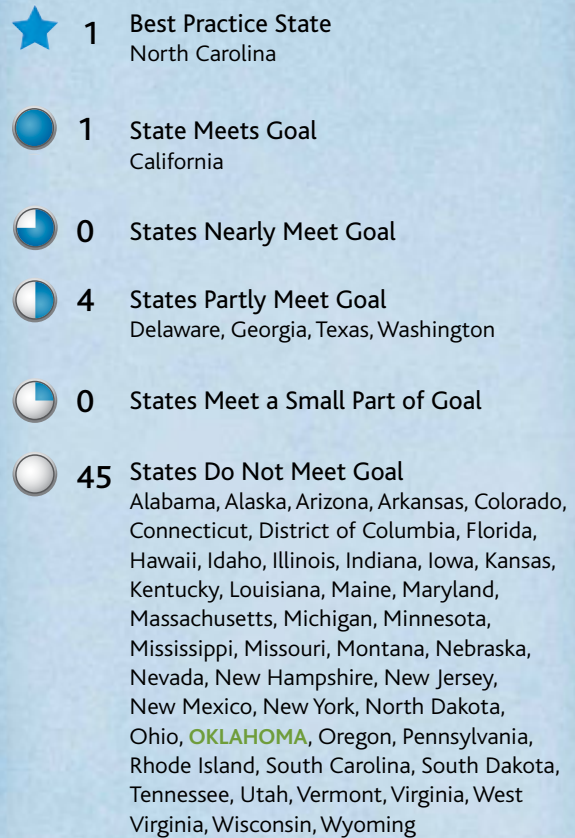 1 Best Practice State
North Carolina
1 State Meets Goal
California
0 States Nearly Meet Goal
4 States Partly Meet Goal
Delaware, Georgia, Texas, Washington
0 States Meet a Small Part of Goal
45 States Do Not Meet Goal
Alabama, Alaska, Arizona, Arkansas, Colorado,
Connecticut, District of Columbia, Florida,
Hawaii, Idaho, Illinois, Indiana, Iowa, Kansas,
Kentucky, Louisiana, Maine, Maryland,
Massachusetts, Michigan, Minnesota,
Mississippi, Missouri, Montana, Nebraska,
Nevada, New Hampshire, New Jersey,
New Mexico, New York, North Dakota,
Ohio, OKLAHOMA, Oregon, Pennsylvania,
Rhode Island, South Carolina, South Dakota,
Tennessee, Utah, Vermont, Virginia, West
Virginia, Wisconsin, Wyoming